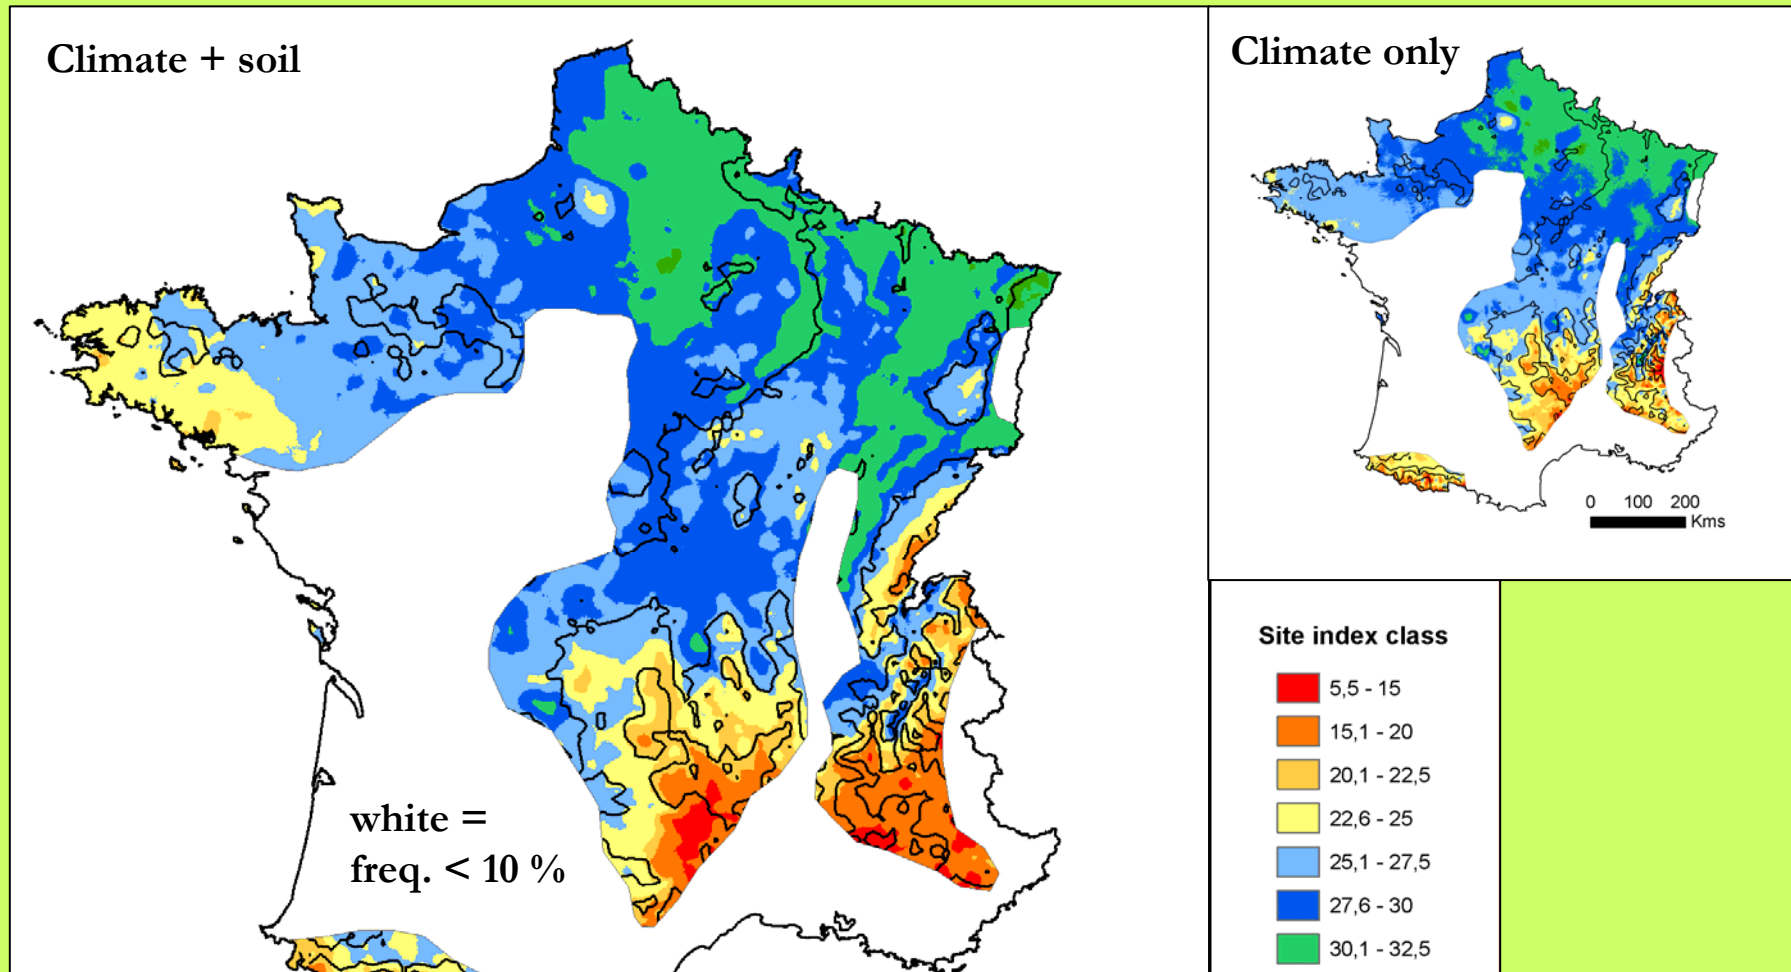 Climate + soil
white =
freq. < 10 %
Climate only
0 100 200
Kms
Site index class
5,5 - 15
15,1 - 20
20,1 - 22,5
22,6 - 25
25,1 - 27,5
27,6 - 30
30,1 - 32,5